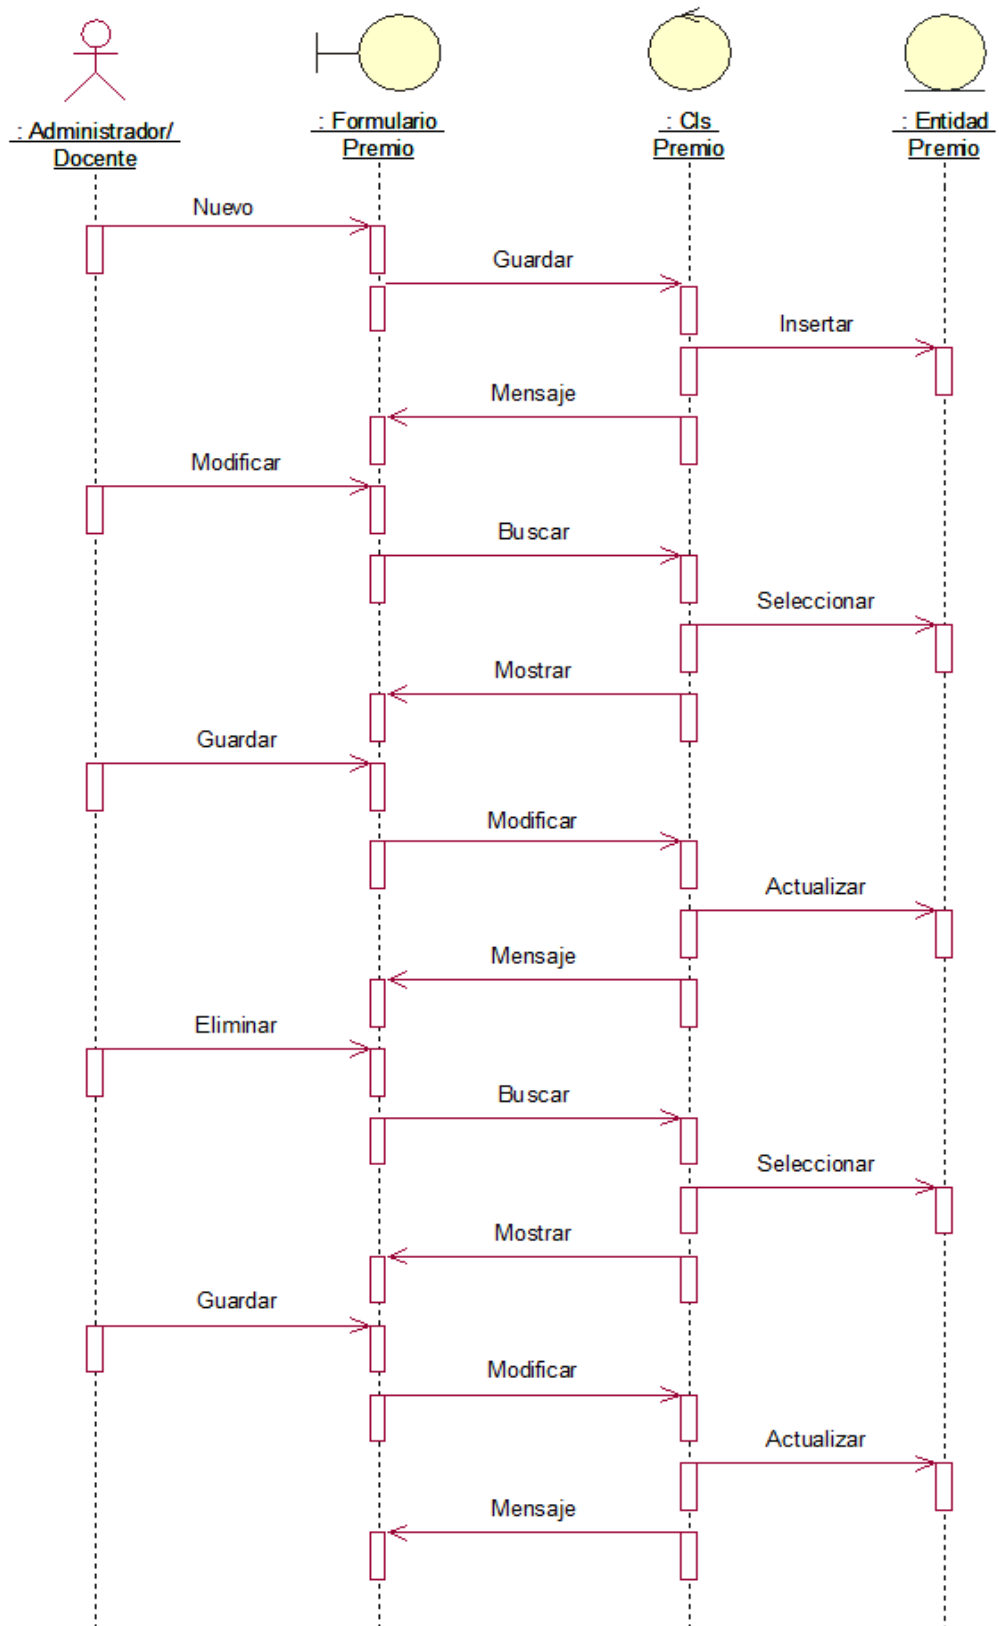 : Administrador/
Docente
: Formulario
Premio
: Cls
Premio
: Entidad
Premio
Nuevo
Guardar
Insertar
Mensaje
Modificar
Buscar
Seleccionar
Mostrar
Guardar
Modificar
Actualizar
Mensaje
Eliminar
Buscar
Seleccionar
Mostrar
Guardar
Modificar
Actualizar
Mensaje